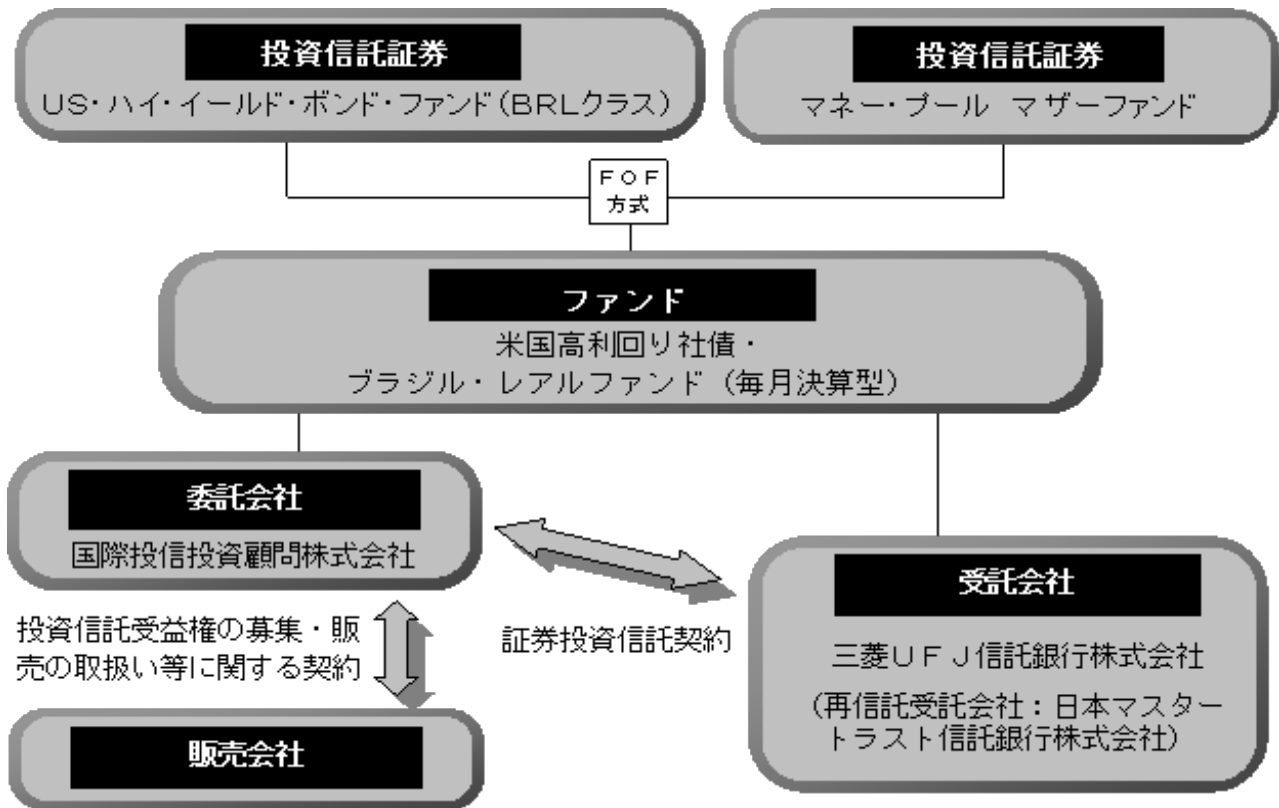 投資信託証券
US・ハイ・イールド・ボンド・ファンド(BRLクラス)
投資信託証券
マネー・プール マザーファンド
FOF
方式
ファンド
米国高利回り社債・
ブラジル・レアルファンド(毎月決算型)
委託会社
国際投信投資顧問株式会社
投資信託受益権の募集・販
売の取扱い等に関する契約
証券投資信託契約
受託会社
三菱UFJ信託銀行株式会社
(再信託受託会社:日本マスター
トラスト信託銀行株式会社)
販売会社